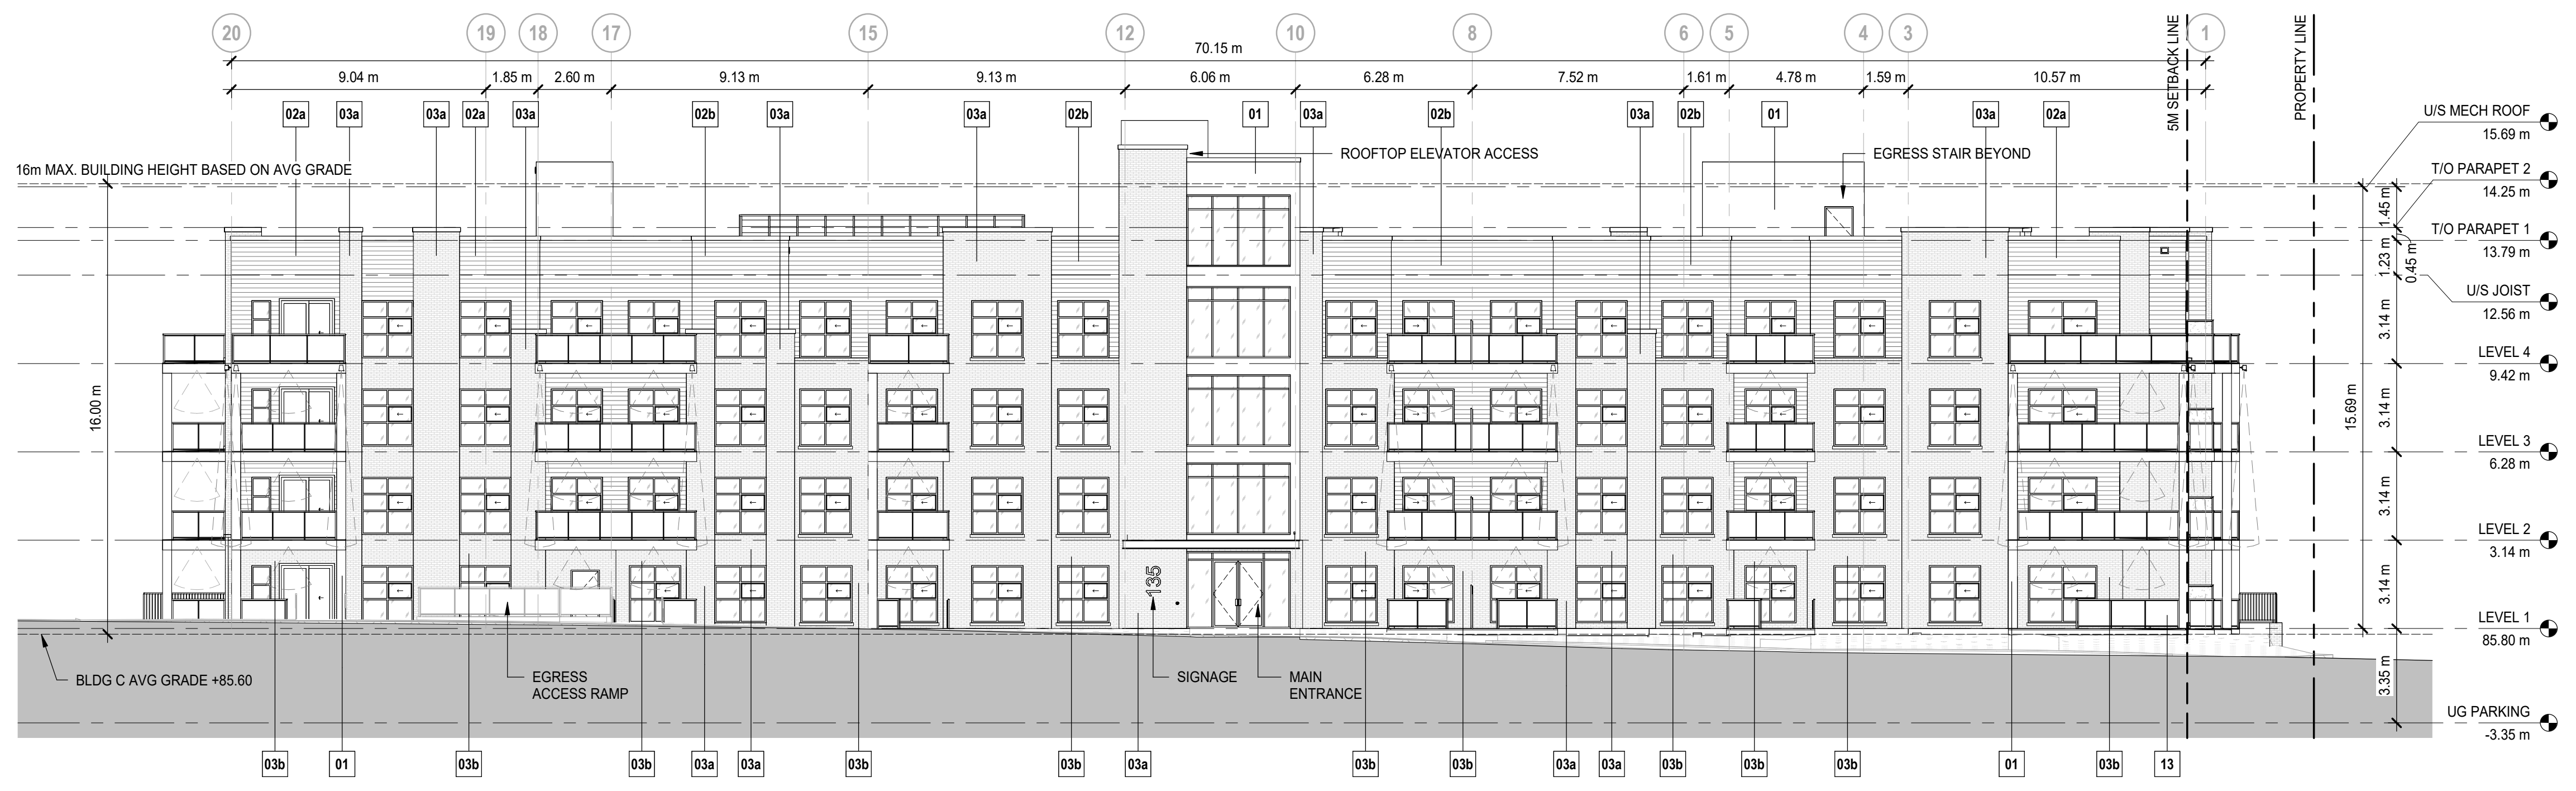 20 19 18 17 15 12 10 8 6 5 4 3 1
5M SETBACK LINE
PROPERTY LINE
70.15 m
9.04 m 1.85 m 2.60 m 9.13 m 9.13 m 6.06 m 6.28 m 7.52 m 1.61 m 4.78 m 1.59 m 10.57 m
02a 03a 03a 02a 03a 02b 03a 03a 02b 01 03a 02b 03a 02b 01 03a 02a
U/S MECH ROOF
15.69 m
ROOFTOP ELEVATOR ACCESS
EGRESS STAIR BEYOND
16m MAX. BUILDING HEIGHT BASED ON AVG GRADE
T/O PARAPET 2
14.25 m
1.45 m
T/O PARAPET 1
13.79 m
0.45 m
1.23 m
U/S JOIST
12.56 m
3.14 m
LEVEL 4
9.42 m
16.00 m
15.69 m
3.14 m
LEVEL 3
6.28 m
3.14 m
LEVEL 2
3.14 m
135
3.14 m
LEVEL 1
85.80 m
BLDG C AVG GRADE +85.60
EGRESS
ACCESS RAMP
SIGNAGE
MAIN
ENTRANCE
3.35 m
UG PARKING
-3.35 m
03b 01 03b 03b 03a 03a 03b 03b 03a 03b 03b 03a 03a 03b 03b 03b 01 03b 13